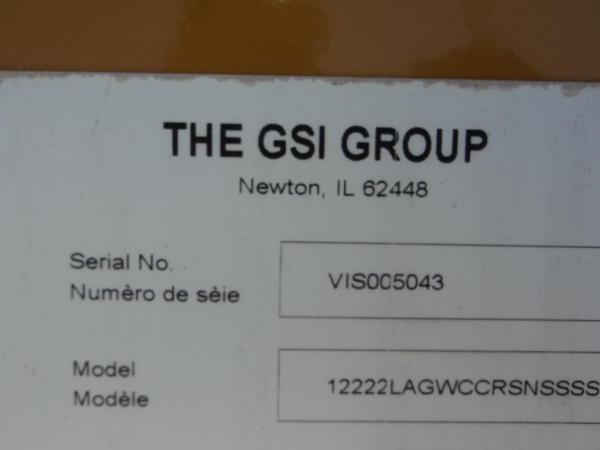 THE GSI GROUP
Newton, IL 62448
Serial No.
Numèro de sèie
VIS005043
Model
Modèle
12222LAGWCCRSNSSSS